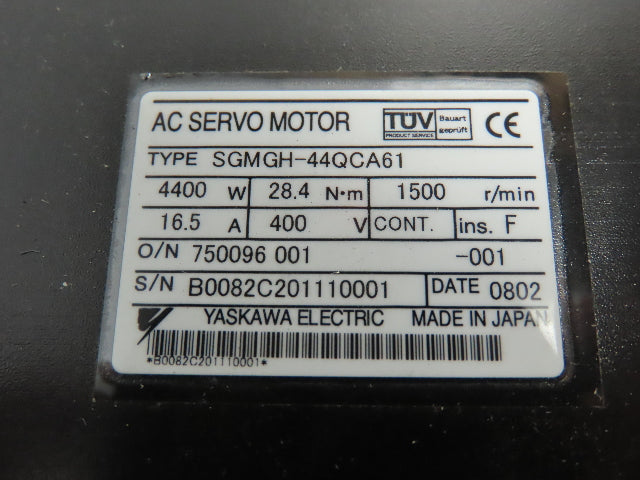 AC SERVO MOTOR TÜV PRODUCT SERVICE Bauart geprüft CE
TYPE SGMGH-44QCA61
4400 W 28.4 N·m 1500 r/min
16.5 A 400 V CONT. ins. F
O/N 750096 001 -001
S/N B0082C201110001 DATE 0802
YASKAWA ELECTRIC MADE IN JAPAN
*B0082C201110001*